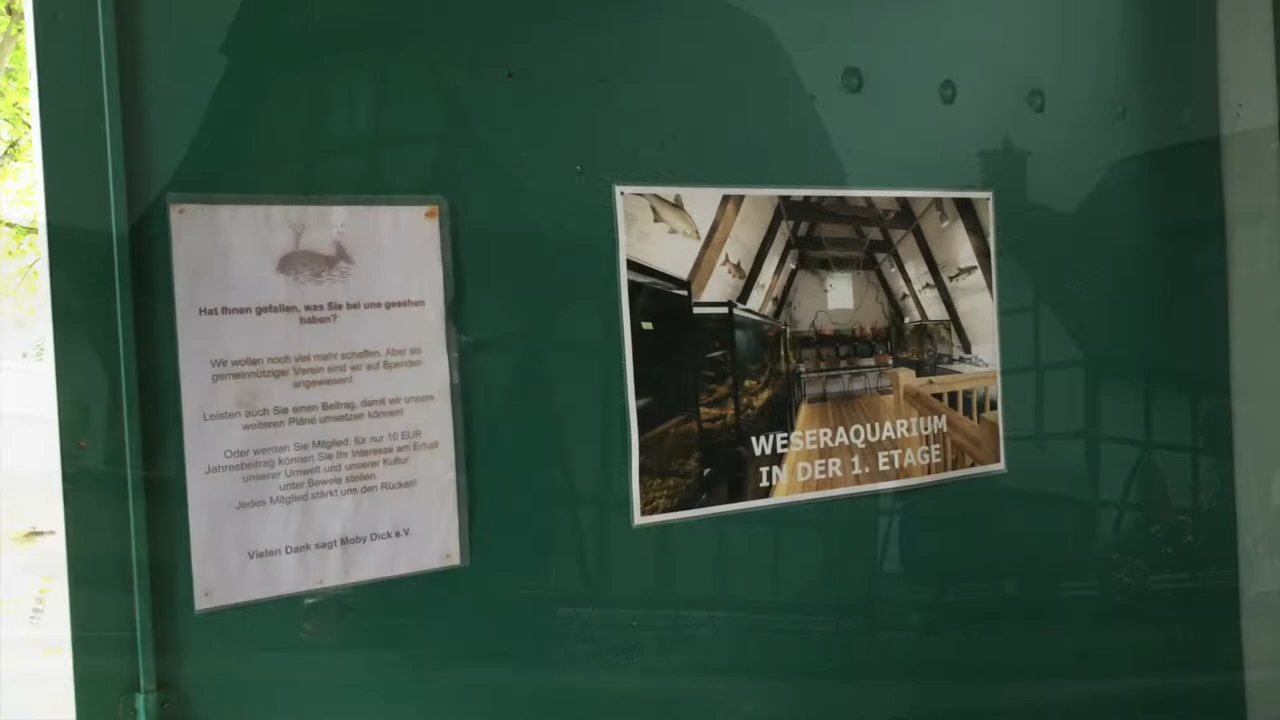 Hat Ihnen gefallen, was Sie bei uns gesehen
haben?
Wir wollen noch viel mehr schaffen. Aber als
gemeinnütziger Verein sind wir auf Spenden
angewiesen!
Leisten auch Sie einen Beitrag, damit wir unsere
weiteren Pläne umsetzen können!
Oder werden Sie Mitglied: für nur 10 EUR
Jahresbeitrag können Sie Ihr Interesse am Erhalt
unserer Umwelt und unserer Kultur
unter Beweis stellen.
Jedes Mitglied stärkt uns den Rücken!
Vielen Dank sagt Moby Dick e.V.
WESERAQUARIUM
IN DER 1. ETAGE